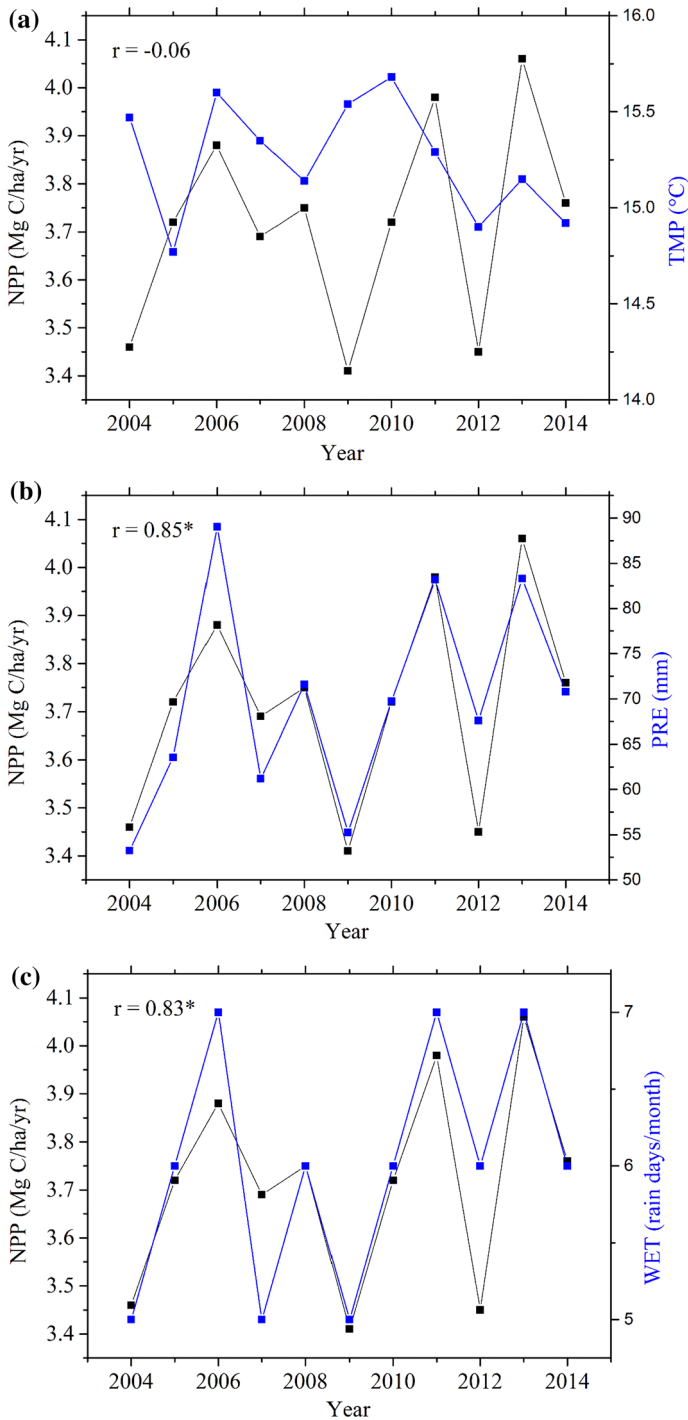 (a)
r = -0.06
4.1
4.0
3.9
3.8
3.7
3.6
3.5
3.4
NPP (Mg C/ha/yr)
16.0
15.5
15.0
14.5
14.0
TMP (°C)
2004 2006 2008 2010 2012 2014
Year
(b)
r = 0.85*
4.1
4.0
3.9
3.8
3.7
3.6
3.5
3.4
NPP (Mg C/ha/yr)
90
85
80
75
70
65
60
55
50
PRE (mm)
2004 2006 2008 2010 2012 2014
Year
(c)
r = 0.83*
4.1
4.0
3.9
3.8
3.7
3.6
3.5
3.4
NPP (Mg C/ha/yr)
7
6
5
WET (rain days/month)
2004 2006 2008 2010 2012 2014
Year